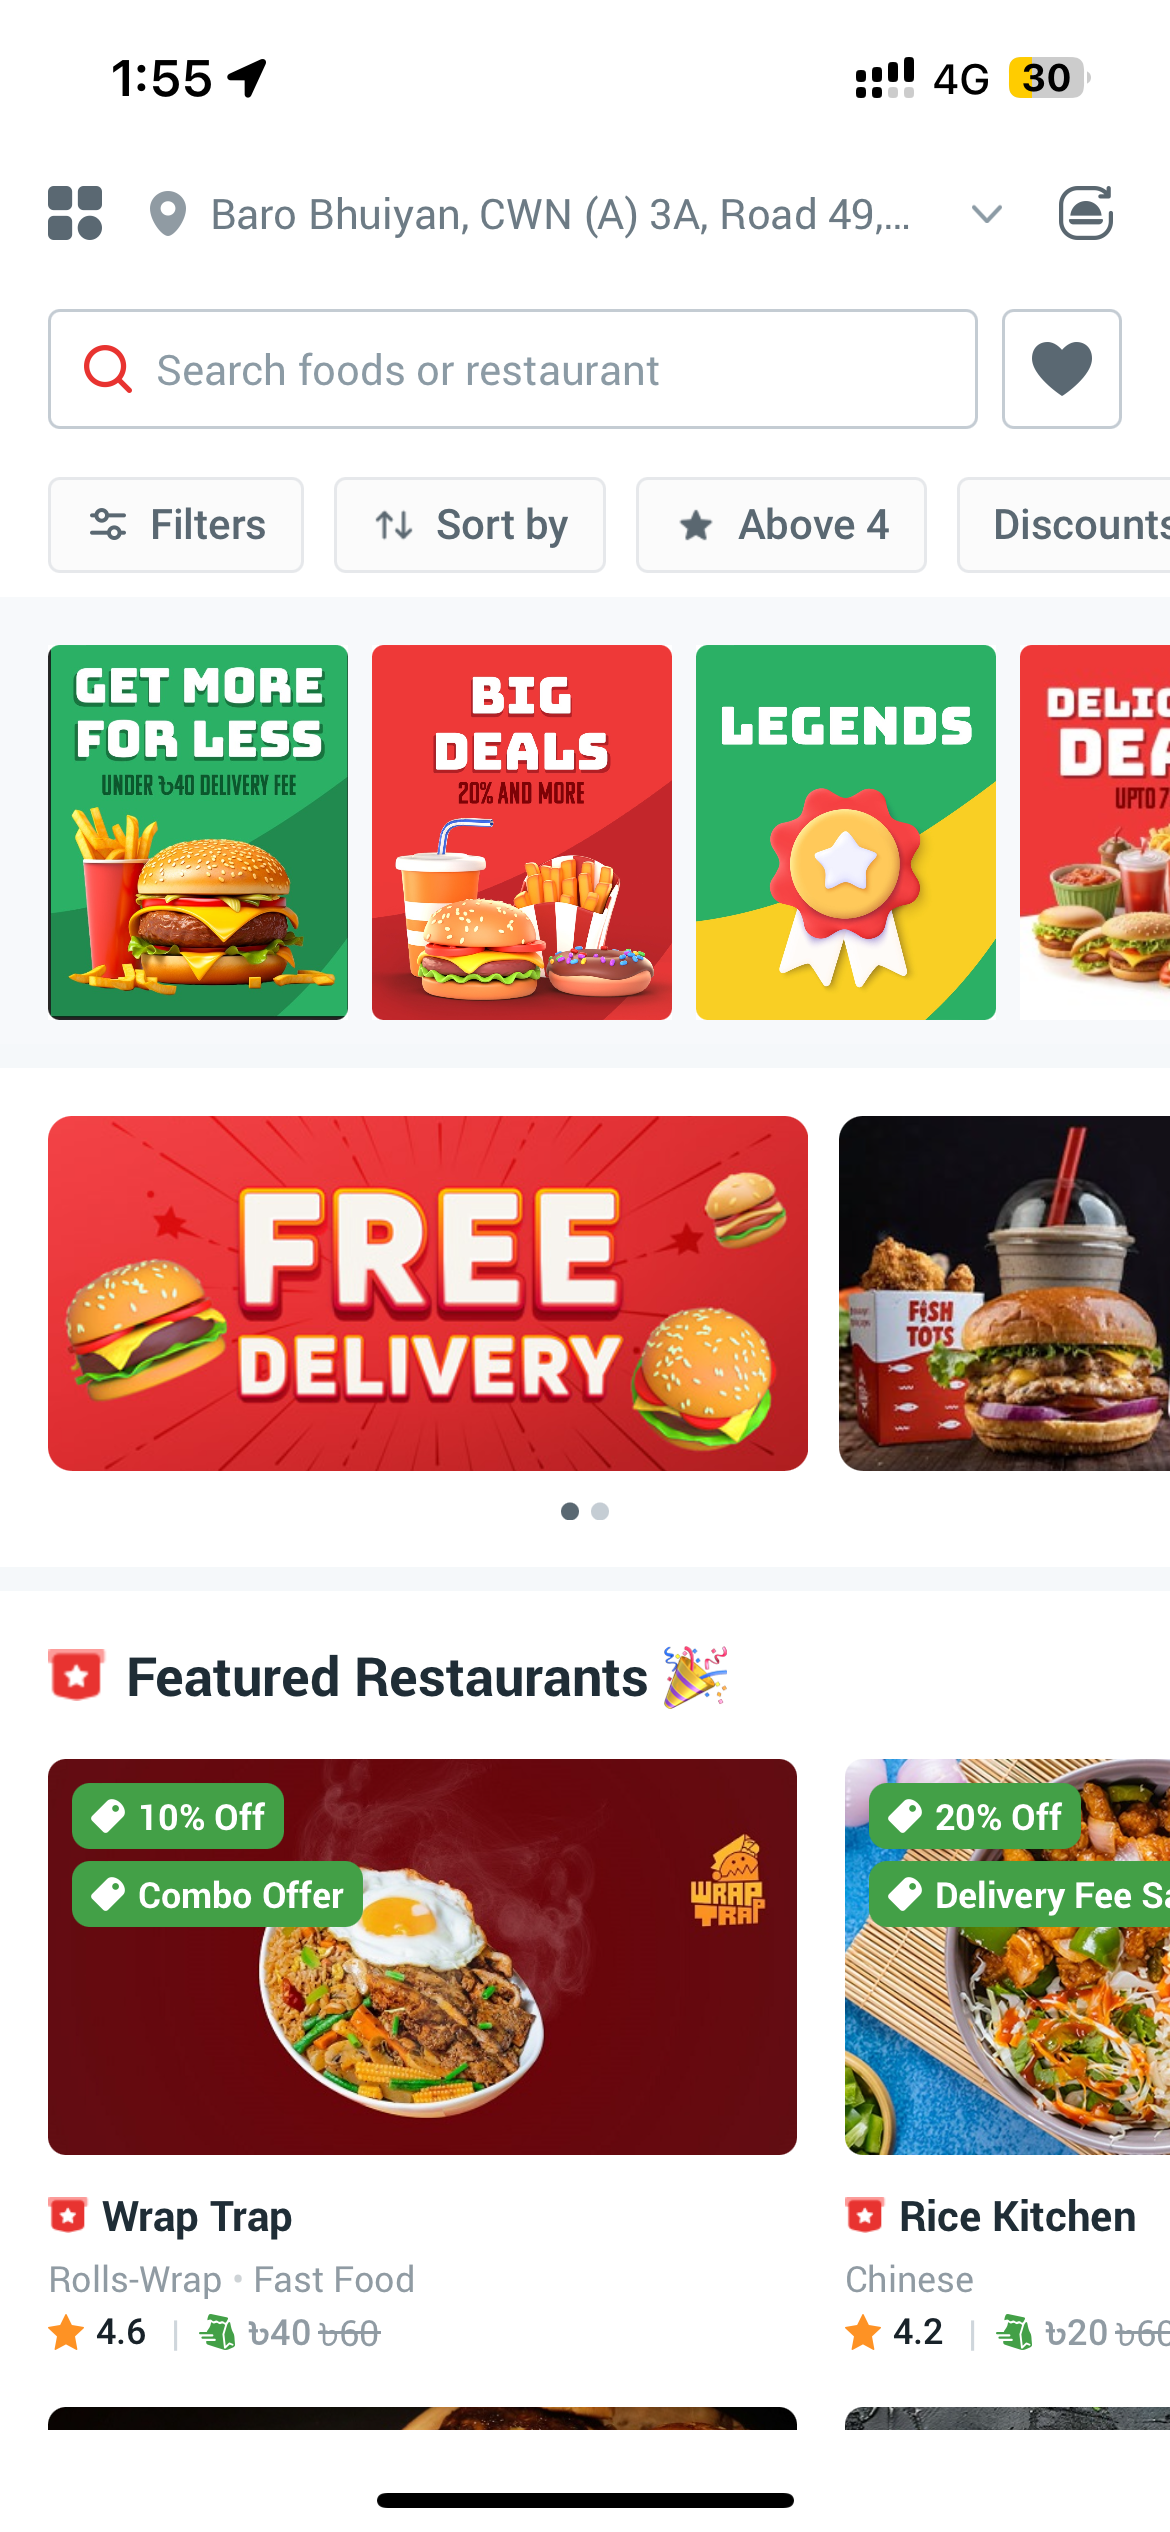 1:55
4G 30
Baro Bhuiyan, CWN (A) 3A, Road 49,...
Search foods or restaurant
Filters
Sort by
Above 4
Discounts
GET MORE
FOR LESS
UNDER ৳40 DELIVERY FEE
BIG
DEALS
20% AND MORE
LEGENDS
DELIC
DEA
UPTO 7
FREE
DELIVERY
FISH
TOTS
Featured Restaurants 🎉
10% Off
Combo Offer
WRAP
TRAP
20% Off
Delivery Fee Sa
Wrap Trap
Rolls-Wrap • Fast Food
4.6 | ৳40 ৳60
Rice Kitchen
Chinese
4.2 | ৳20 ৳60